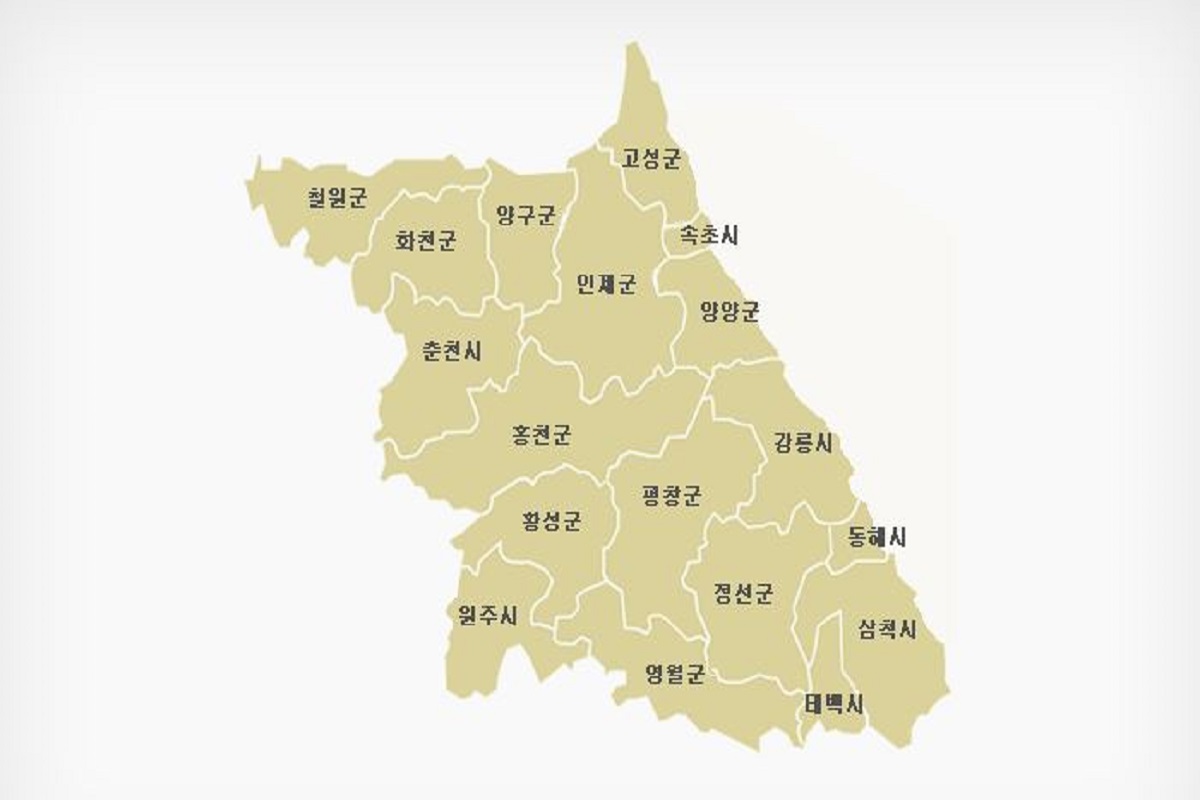 고성군
철원군
양구군
속초시
화천군
인제군
양양군
춘천시
홍천군
강릉시
평창군
황성군
동해시
정선군
원주시
삼척시
영월군
태백시